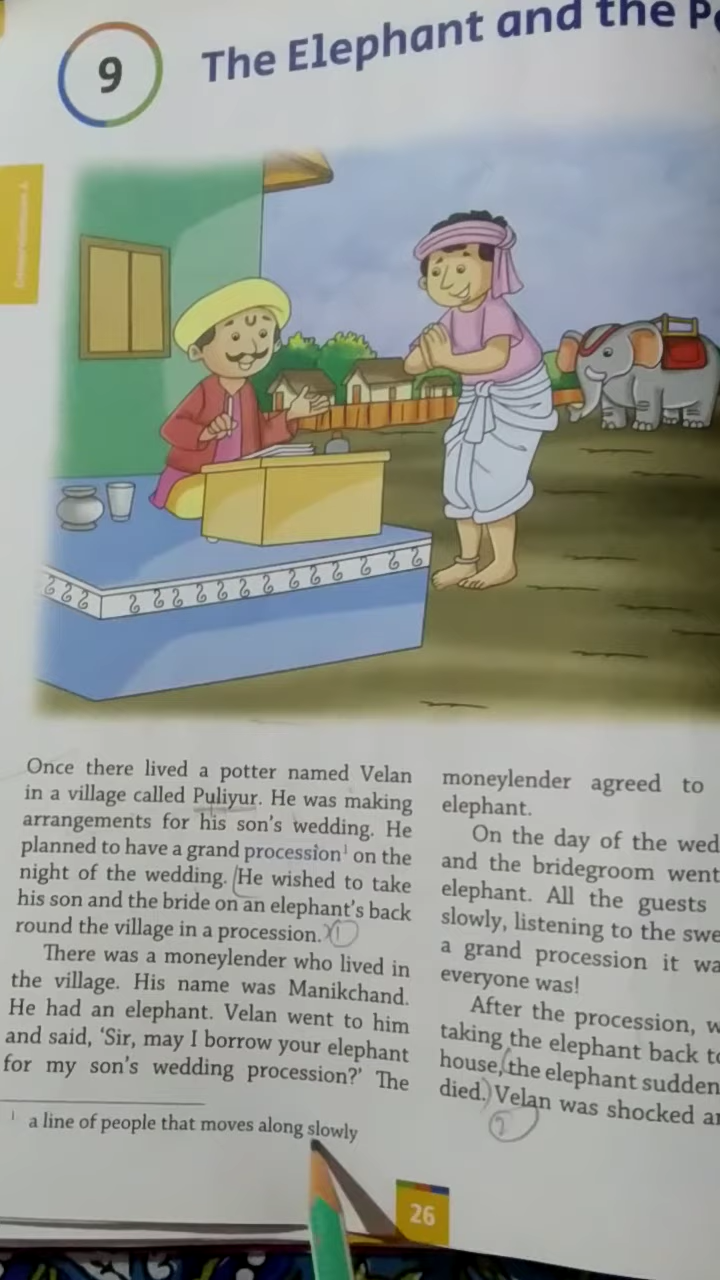 9
The Elephant and the
Once there lived a potter named Velan
in a village called Puliyur. He was making
arrangements for his son's wedding. He
planned to have a grand procession¹ on the
night of the wedding. He wished to take
his son and the bride on an elephant's back
round the village in a procession. 1
There was a moneylender who lived in
the village. His name was Manikchand.
He had an elephant. Velan went to him
and said, 'Sir, may I borrow your elephant
for my son's wedding procession?' The
¹ a line of people that moves along slowly
moneylender agreed to
elephant.
On the day of the wed
and the bridegroom went
elephant. All the guests
slowly, listening to the swe
a grand procession it wa
everyone was!
After the procession, w
taking the elephant back to
house, the elephant sudden
died. Velan was shocked an
2
26